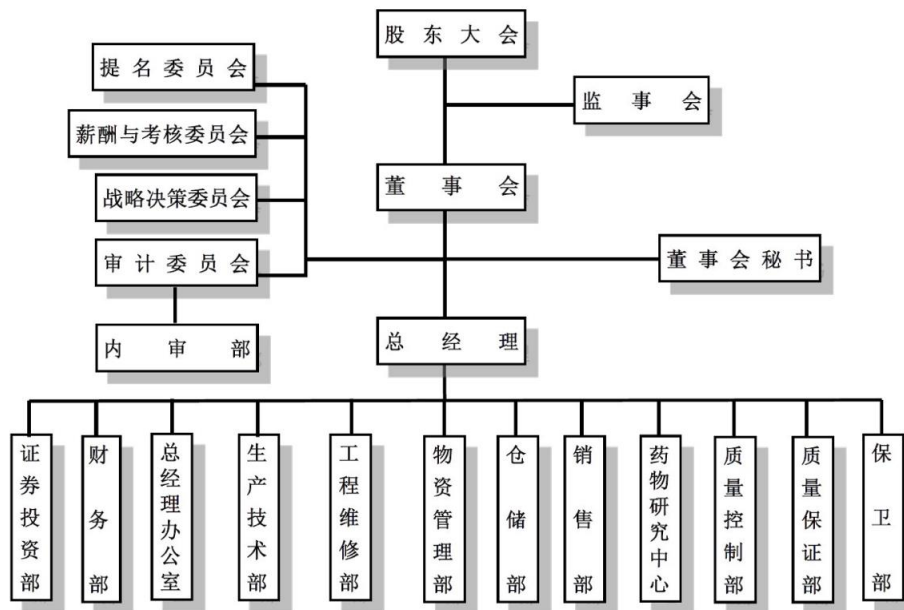 股东大会
提名委员会
监事会
薪酬与考核委员会
董事会
战略决策委员会
审计委员会
董事会秘书
内审部
总经理
证券投资部
财务部
总经理办公室
生产技术部
工程维修部
物资管理部
仓储部
销售部
药物研究中心
质量控制部
质量保证部
保卫部